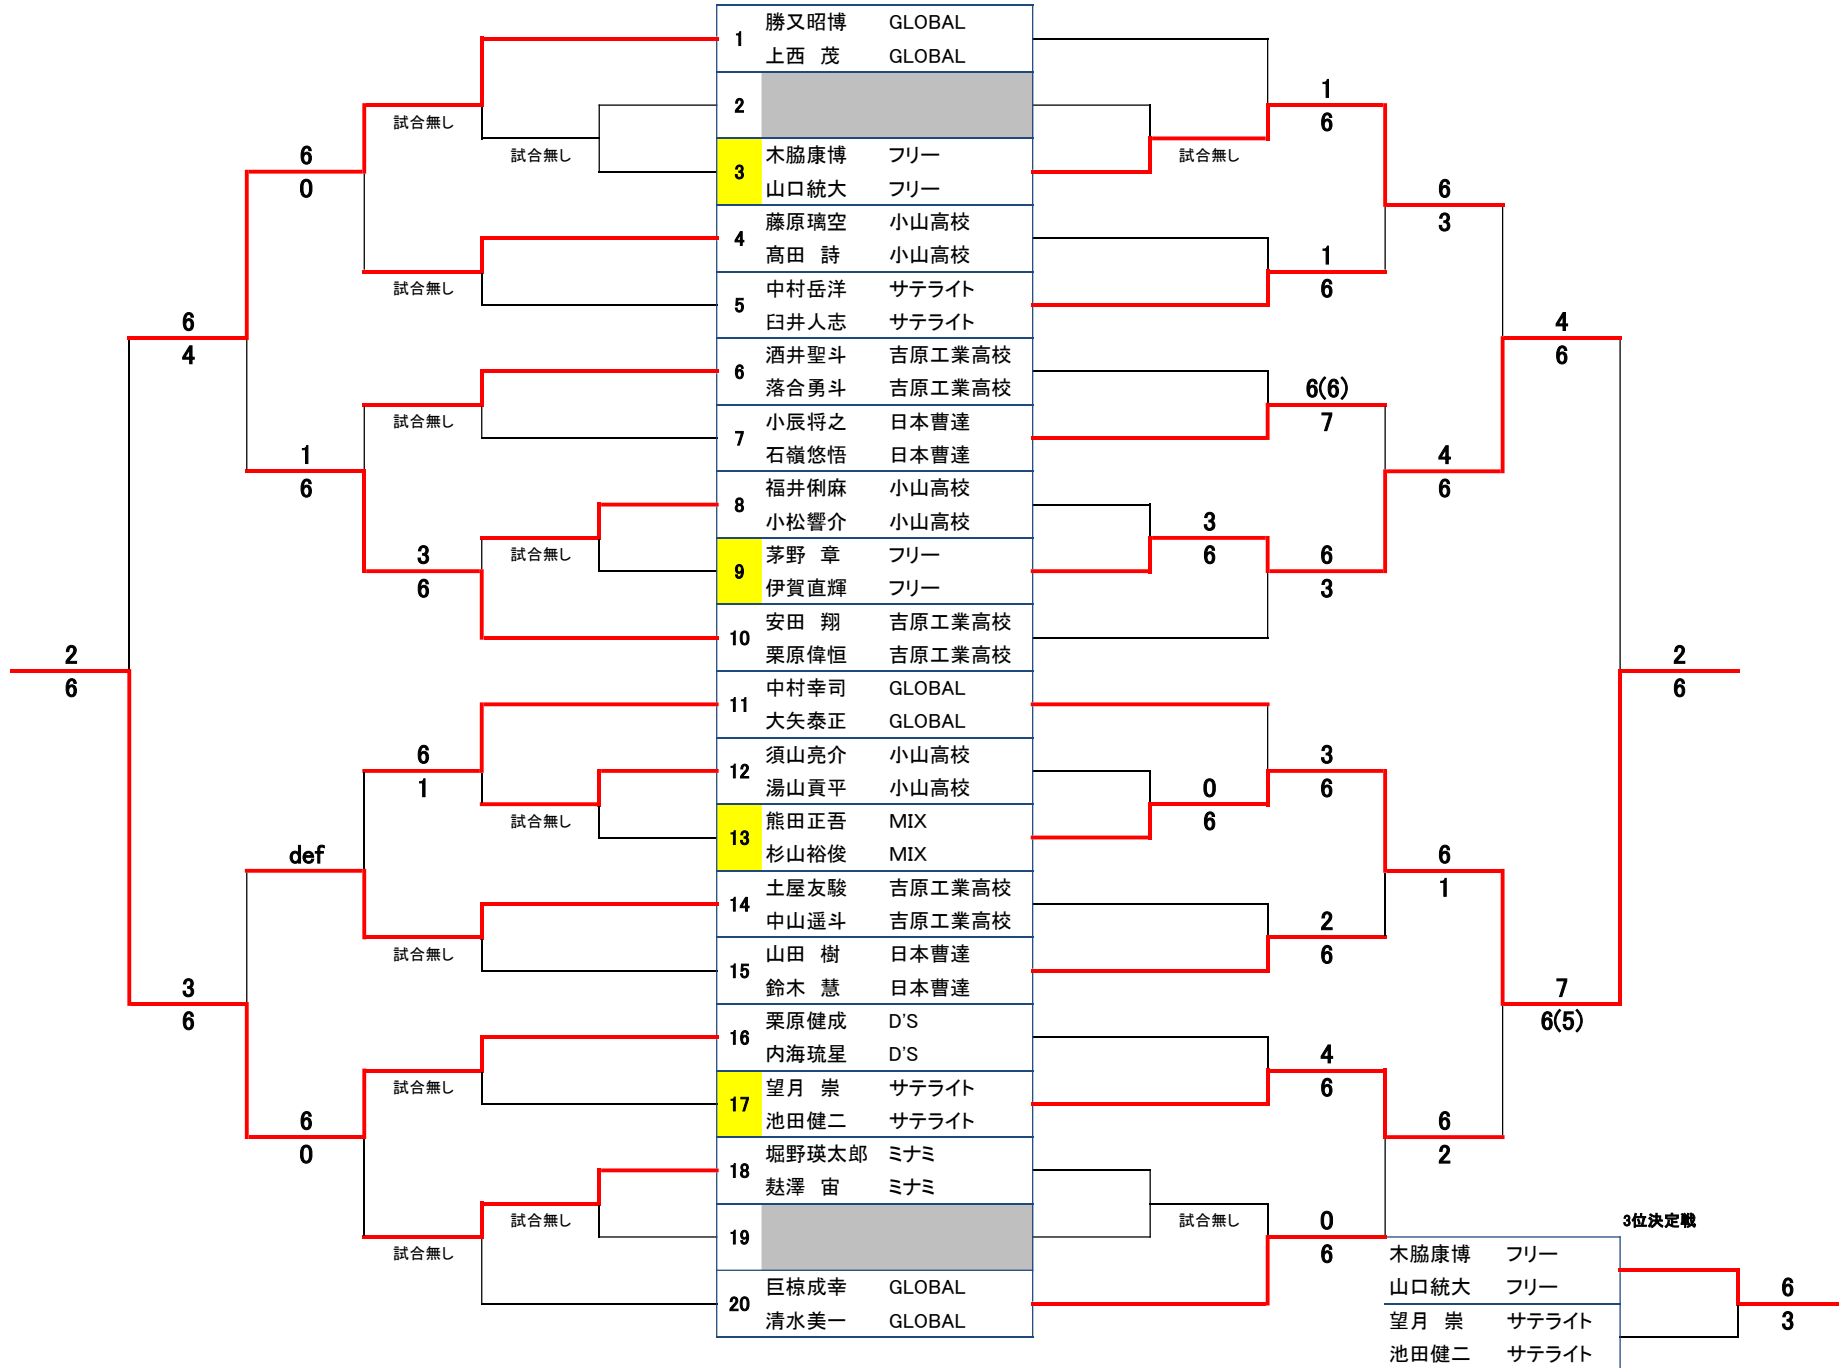 1 勝又昭博 GLOBAL
上西 茂 GLOBAL
2
3 木脇康博 フリー
山口統大 フリー
4 藤原璃空 小山高校
髙田 詩 小山高校
5 中村岳洋 サテライト
臼井人志 サテライト
6 酒井聖斗 吉原工業高校
落合勇斗 吉原工業高校
7 小辰将之 日本曹達
石嶺悠悟 日本曹達
8 福井俐麻 小山高校
小松響介 小山高校
9 茅野 章 フリー
伊賀直輝 フリー
10 安田 翔 吉原工業高校
栗原偉恒 吉原工業高校
11 中村幸司 GLOBAL
大矢泰正 GLOBAL
12 須山亮介 小山高校
湯山貢平 小山高校
13 熊田正吾 MIX
杉山裕俊 MIX
14 土屋友駿 吉原工業高校
中山遥斗 吉原工業高校
15 山田 樹 日本曹達
鈴木 慧 日本曹達
16 栗原健成 D'S
内海琉星 D'S
17 望月 崇 サテライト
池田健二 サテライト
18 堀野瑛太郎 ミナミ
麸澤 宙 ミナミ
19
20 巨椋成幸 GLOBAL
清水美一 GLOBAL
試合無し
試合無し
6
0
試合無し
6
4
試合無し
1
6
試合無し
3
6
2
6
6
1
試合無し
def
試合無し
3
6
試合無し
6
0
試合無し
試合無し
1
6
試合無し
6
3
1
6
4
6
6(6)
7
4
6
3
6
6
3
2
6
3
6
0
6
6
1
2
6
7
6(5)
4
6
6
2
試合無し
0
6
3位決定戦
木脇康博 フリー
山口統大 フリー
望月 崇 サテライト
池田健二 サテライト
6
3